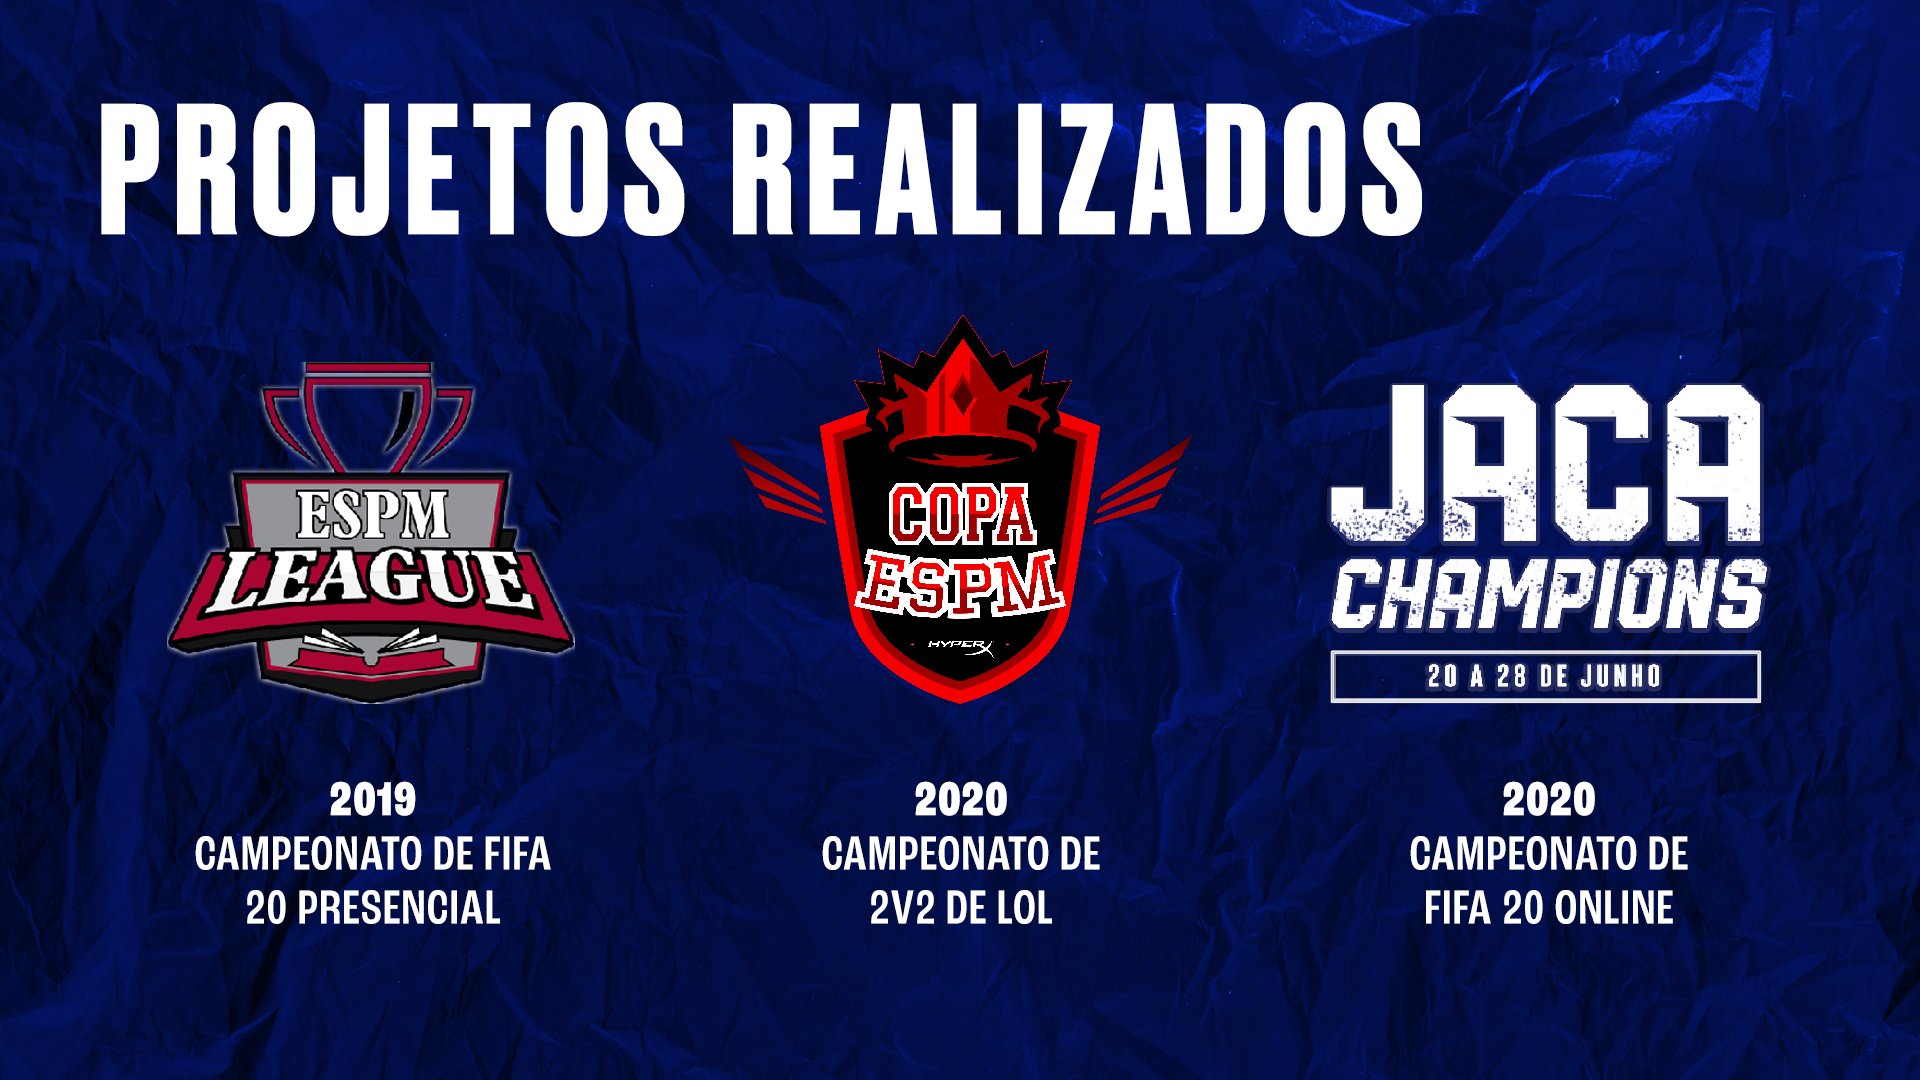 PROJETOS REALIZADOS
ESPM
LEAGUE
2019
CAMPEONATO DE FIFA
20 PRESENCIAL
COPA
ESPM
HYPERX
2020
CAMPEONATO DE
2V2 DE LOL
JACA
CHAMPIONS
20 A 28 DE JUNHO
2020
CAMPEONATO DE
FIFA 20 ONLINE